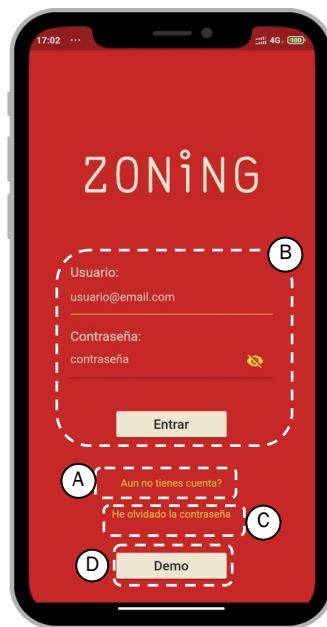 17:02 ... 4G 100
ZONiNG
B
Usuario:
usuario@email.com
Contraseña:
contraseña
Entrar
A
Aun no tienes cuenta?
He olvidado la contraseña
C
D
Demo